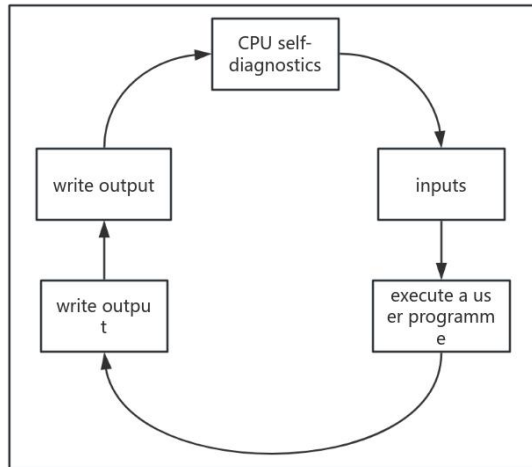 CPU self-
diagnostics
write output
inputs
write outpu
t
execute a us
er programm
e